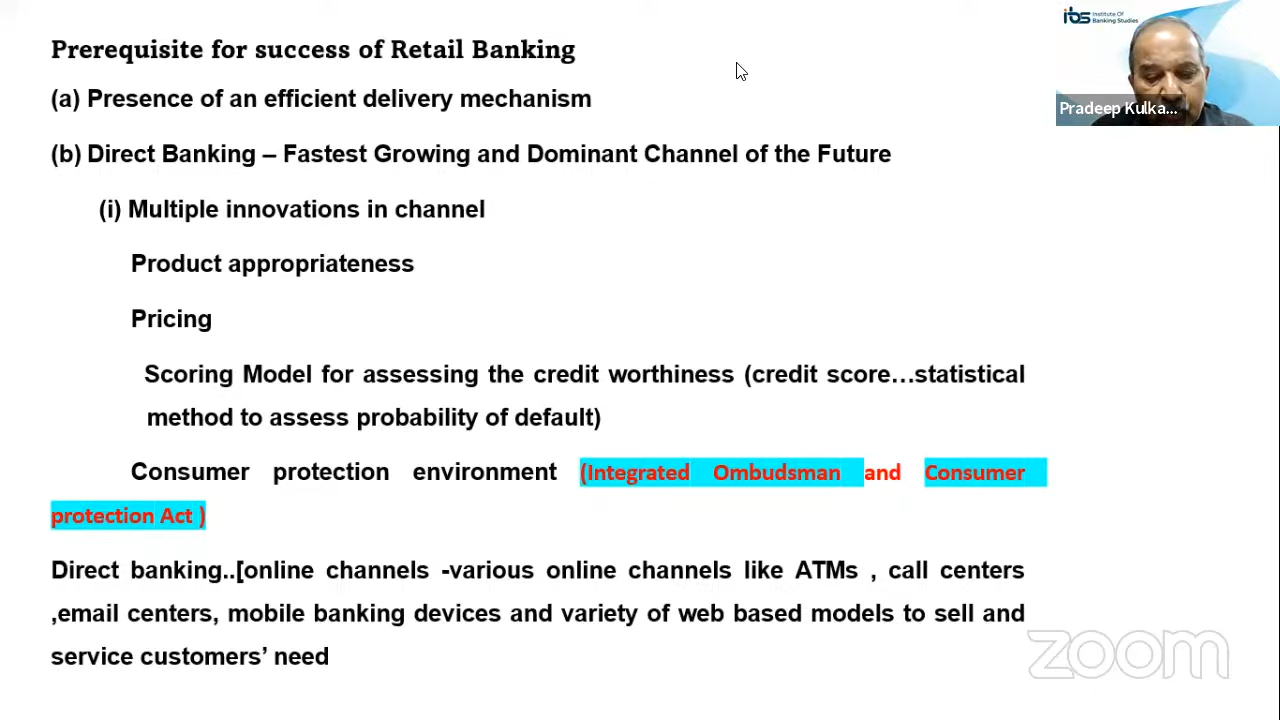 ibs Institute Of
Banking Studies
Prerequisite for success of Retail Banking
(a) Presence of an efficient delivery mechanism
Pradeep Kulka...
(b) Direct Banking – Fastest Growing and Dominant Channel of the Future
(i) Multiple innovations in channel
Product appropriateness
Pricing
Scoring Model for assessing the credit worthiness (credit score...statistical
method to assess probability of default)
Consumer protection environment (Integrated Ombudsman and Consumer
protection Act )
Direct banking..[online channels -various online channels like ATMs , call centers
,email centers, mobile banking devices and variety of web based models to sell and
service customers’ need
zoom